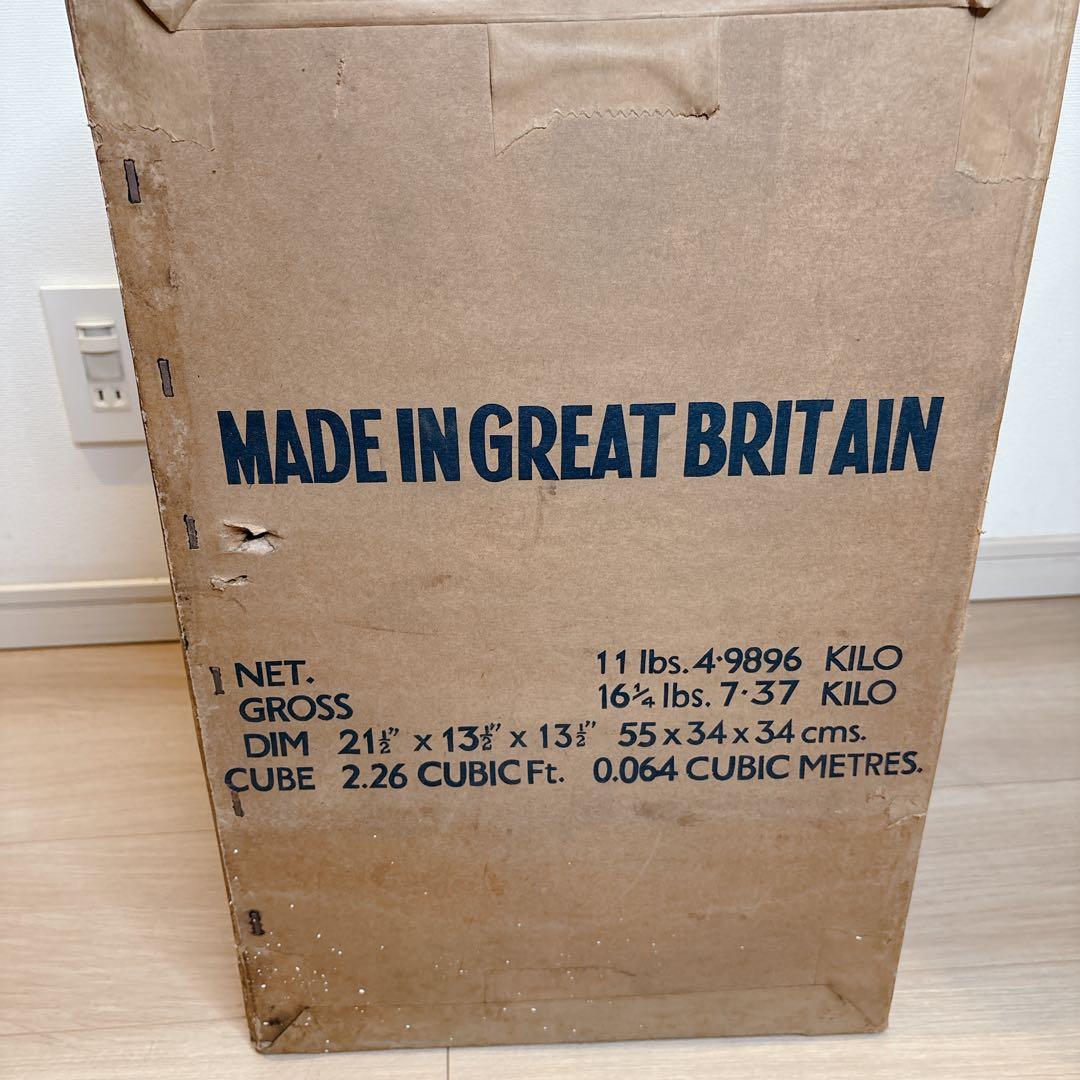 MADE IN GREAT BRITAIN
NET. 11 lbs. 4·9896 KILO
GROSS 16¼ lbs. 7·37 KILO
DIM 21½" x 13½" x 13½" 55 x 34 x 34 cms.
CUBE 2.26 CUBIC Ft. 0.064 CUBIC METRES.